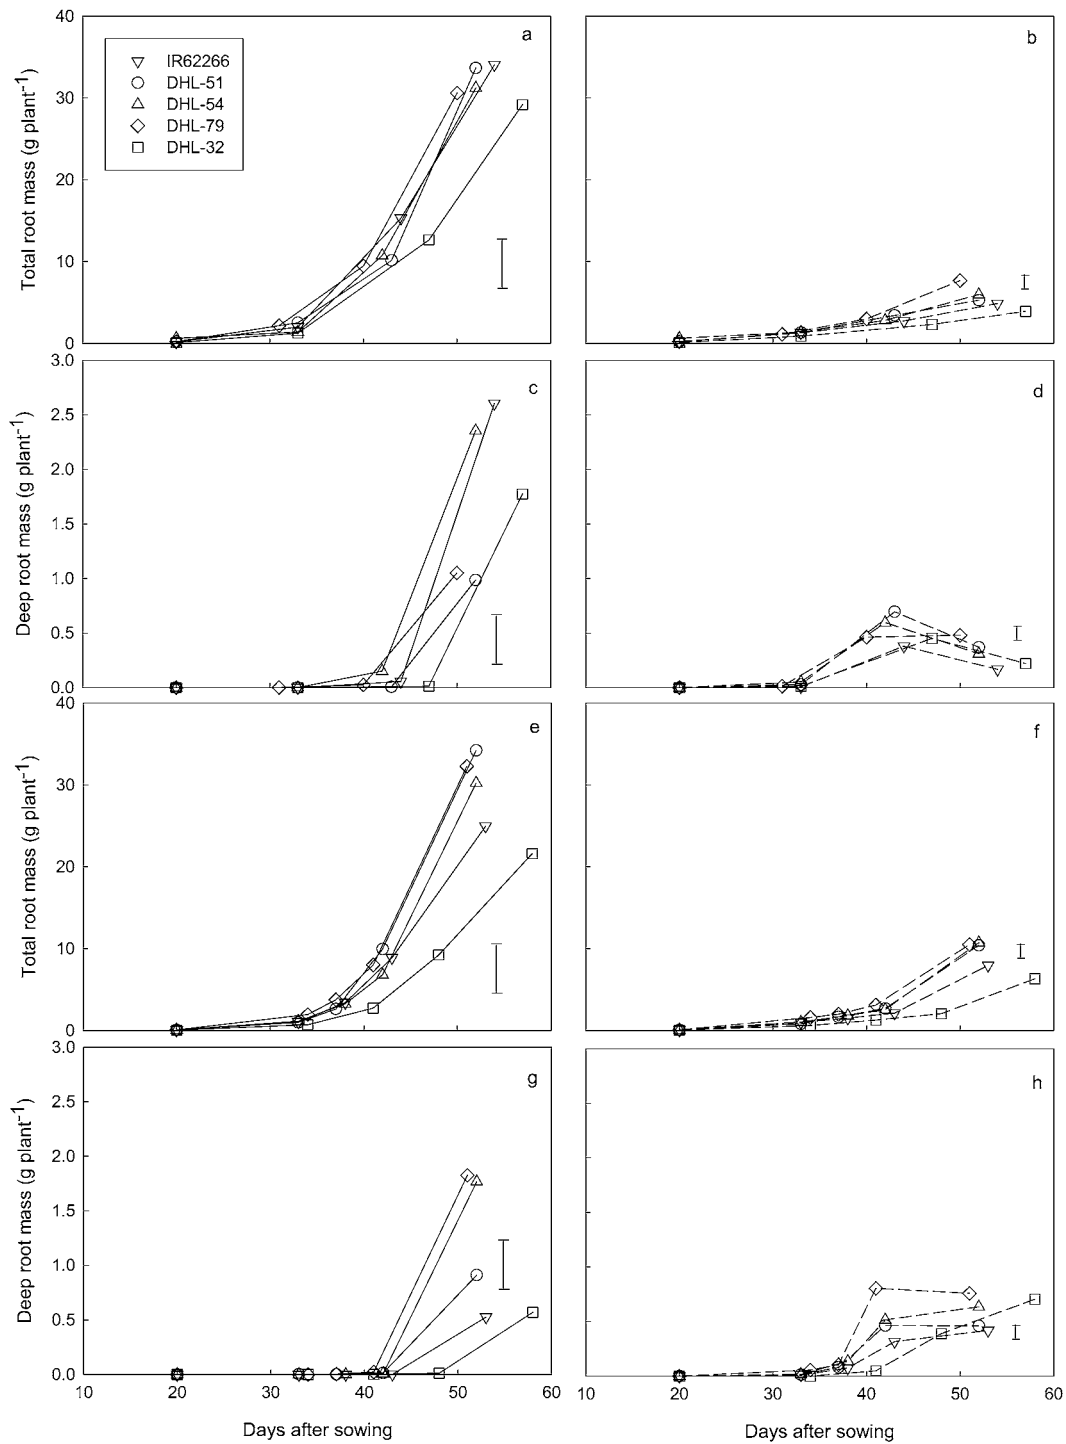 40
30
20
10
0
Total root mass (g plant⁻¹)
IR62266
DHL-51
DHL-54
DHL-79
DHL-32
a
b
3.0
2.5
2.0
1.5
1.0
0.5
0.0
Deep root mass (g plant⁻¹)
c
d
40
30
20
10
0
Total root mass (g plant⁻¹)
e
f
3.0
2.5
2.0
1.5
1.0
0.5
0.0
Deep root mass (g plant⁻¹)
g
h
10 20 30 40 50 60 10 20 30 40 50 60
Days after sowing Days after sowing